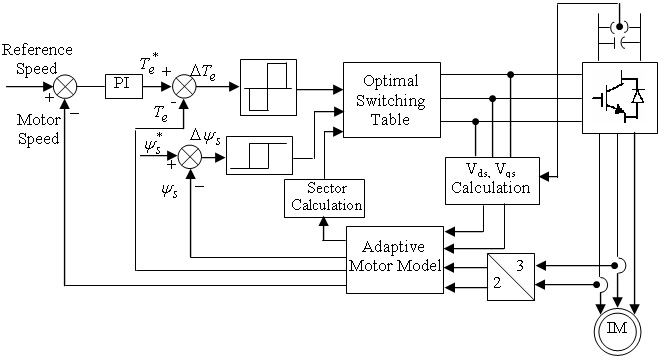 Reference
Speed
+
−
Motor
Speed
PI
Te*
+
ΔTe
Te
-
ψs*
+
Δψs
ψs
−
Optimal
Switching
Table
Sector
Calculation
Vds, Vqs
Calculation
Adaptive
Motor Model
3
2
IM